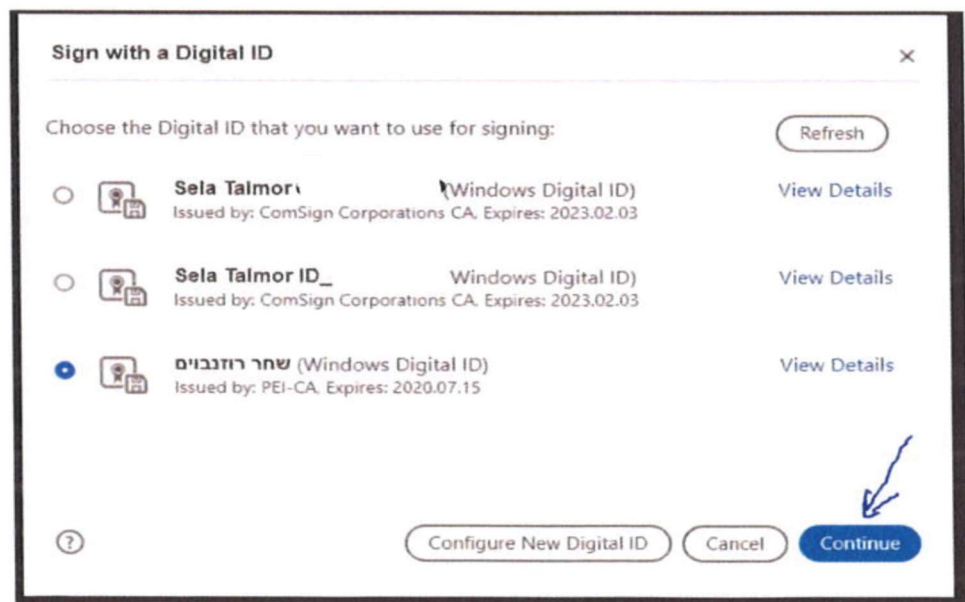 Sign with a Digital ID
Choose the Digital ID that you want to use for signing:
Refresh
Sela Talmor (Windows Digital ID)
View Details
Issued by: ComSign Corporations CA. Expires: 2023.02.03
Sela Talmor ID_ Windows Digital ID)
View Details
Issued by: ComSign Corporations CA. Expires: 2023.02.03
שחר רוזנבוים (Windows Digital ID)
View Details
Issued by: PEI-CA. Expires: 2020.07.15
Configure New Digital ID
Cancel
Continue